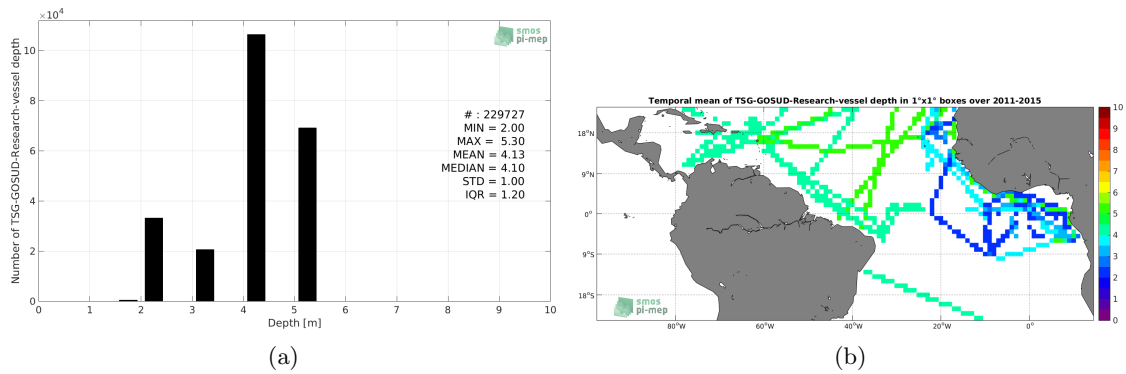 ×10⁴
10
8
6
4
2
0
Number of TSG-GOSUD-Research-vessel depth
smos
pi-mep
# : 229727
MIN = 2.00
MAX = 5.30
MEAN = 4.13
MEDIAN = 4.10
STD = 1.00
IQR = 1.20
0 1 2 3 4 5 6 7 8 9 10
Depth [m]
(a)
Temporal mean of TSG-GOSUD-Research-vessel depth in 1°x1° boxes over 2011-2015
18°N
9°N
0°
9°S
18°S
80°W 60°W 40°W 20°W 0°
smos
pi-mep
10
9
8
7
6
5
4
3
2
1
0
(b)